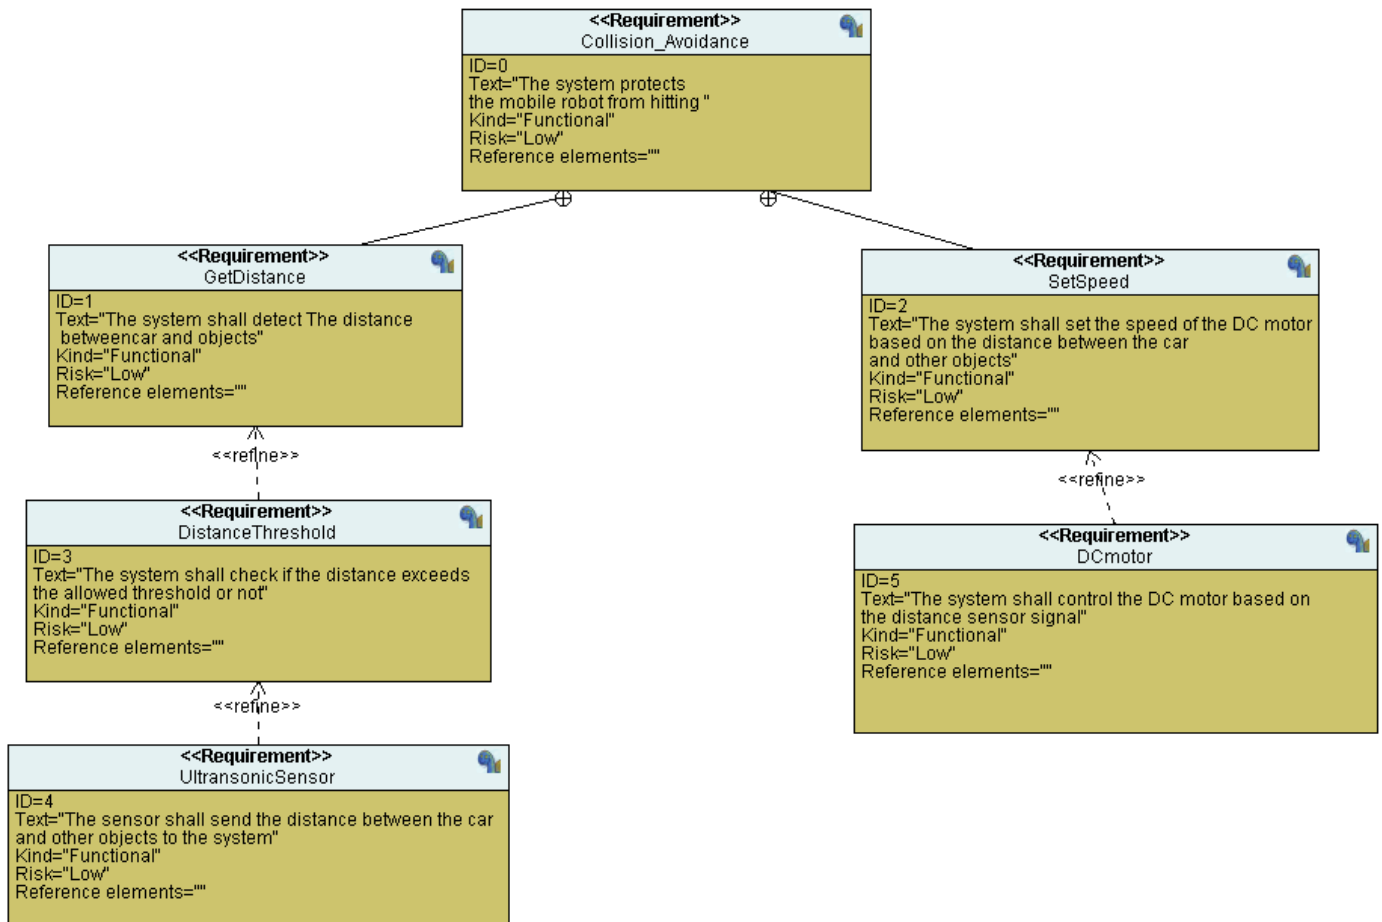 <<Requirement>>
Collision_Avoidance
ID=0
Text="The system protects
the mobile robot from hitting "
Kind="Functional"
Risk="Low"
Reference elements=""
<<Requirement>>
GetDistance
ID=1
Text="The system shall detect The distance
betweencar and objects"
Kind="Functional"
Risk="Low"
Reference elements=""
<<Requirement>>
SetSpeed
ID=2
Text="The system shall set the speed of the DC motor
based on the distance between the car
and other objects"
Kind="Functional"
Risk="Low"
Reference elements=""
<<refine>>
<<refine>>
<<Requirement>>
DistanceThreshold
ID=3
Text="The system shall check if the distance exceeds
the allowed threshold or not"
Kind="Functional"
Risk="Low"
Reference elements=""
<<Requirement>>
DCmotor
ID=5
Text="The system shall control the DC motor based on
the distance sensor signal"
Kind="Functional"
Risk="Low"
Reference elements=""
<<refine>>
<<Requirement>>
UltransonicSensor
ID=4
Text="The sensor shall send the distance between the car
and other objects to the system"
Kind="Functional"
Risk="Low"
Reference elements=""